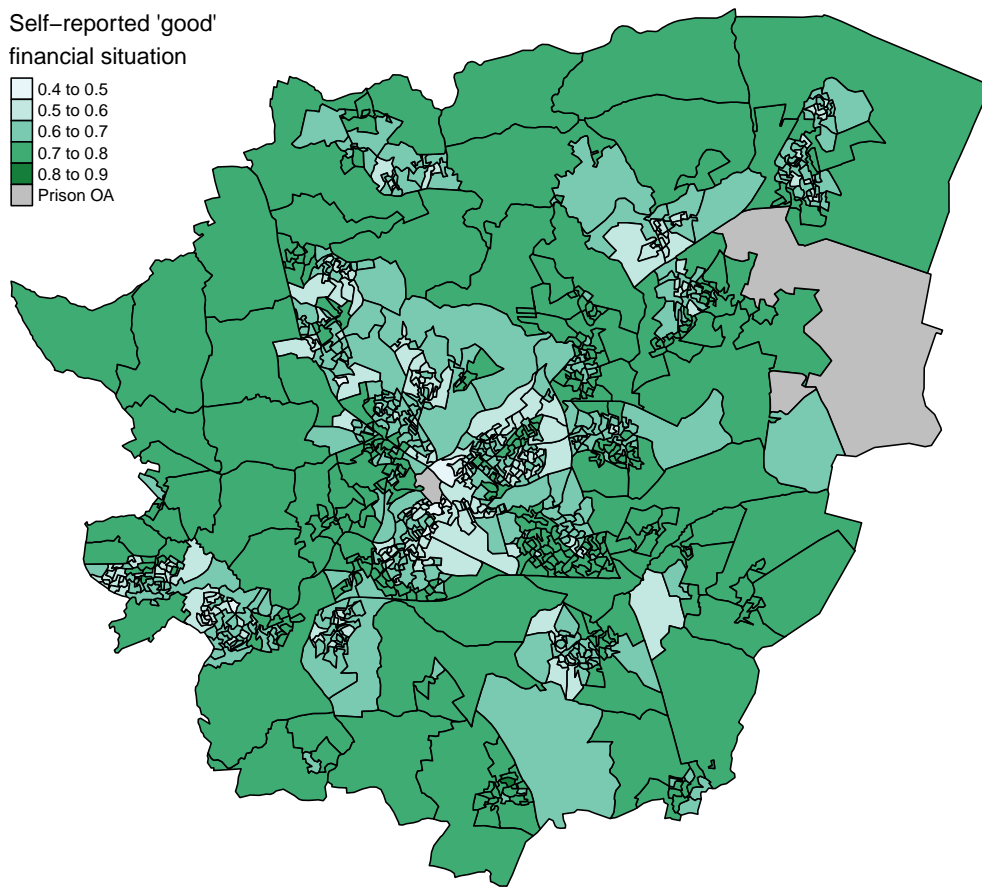 Self−reported 'good'
financial situation
0.4 to 0.5
0.5 to 0.6
0.6 to 0.7
0.7 to 0.8
0.8 to 0.9
Prison OA